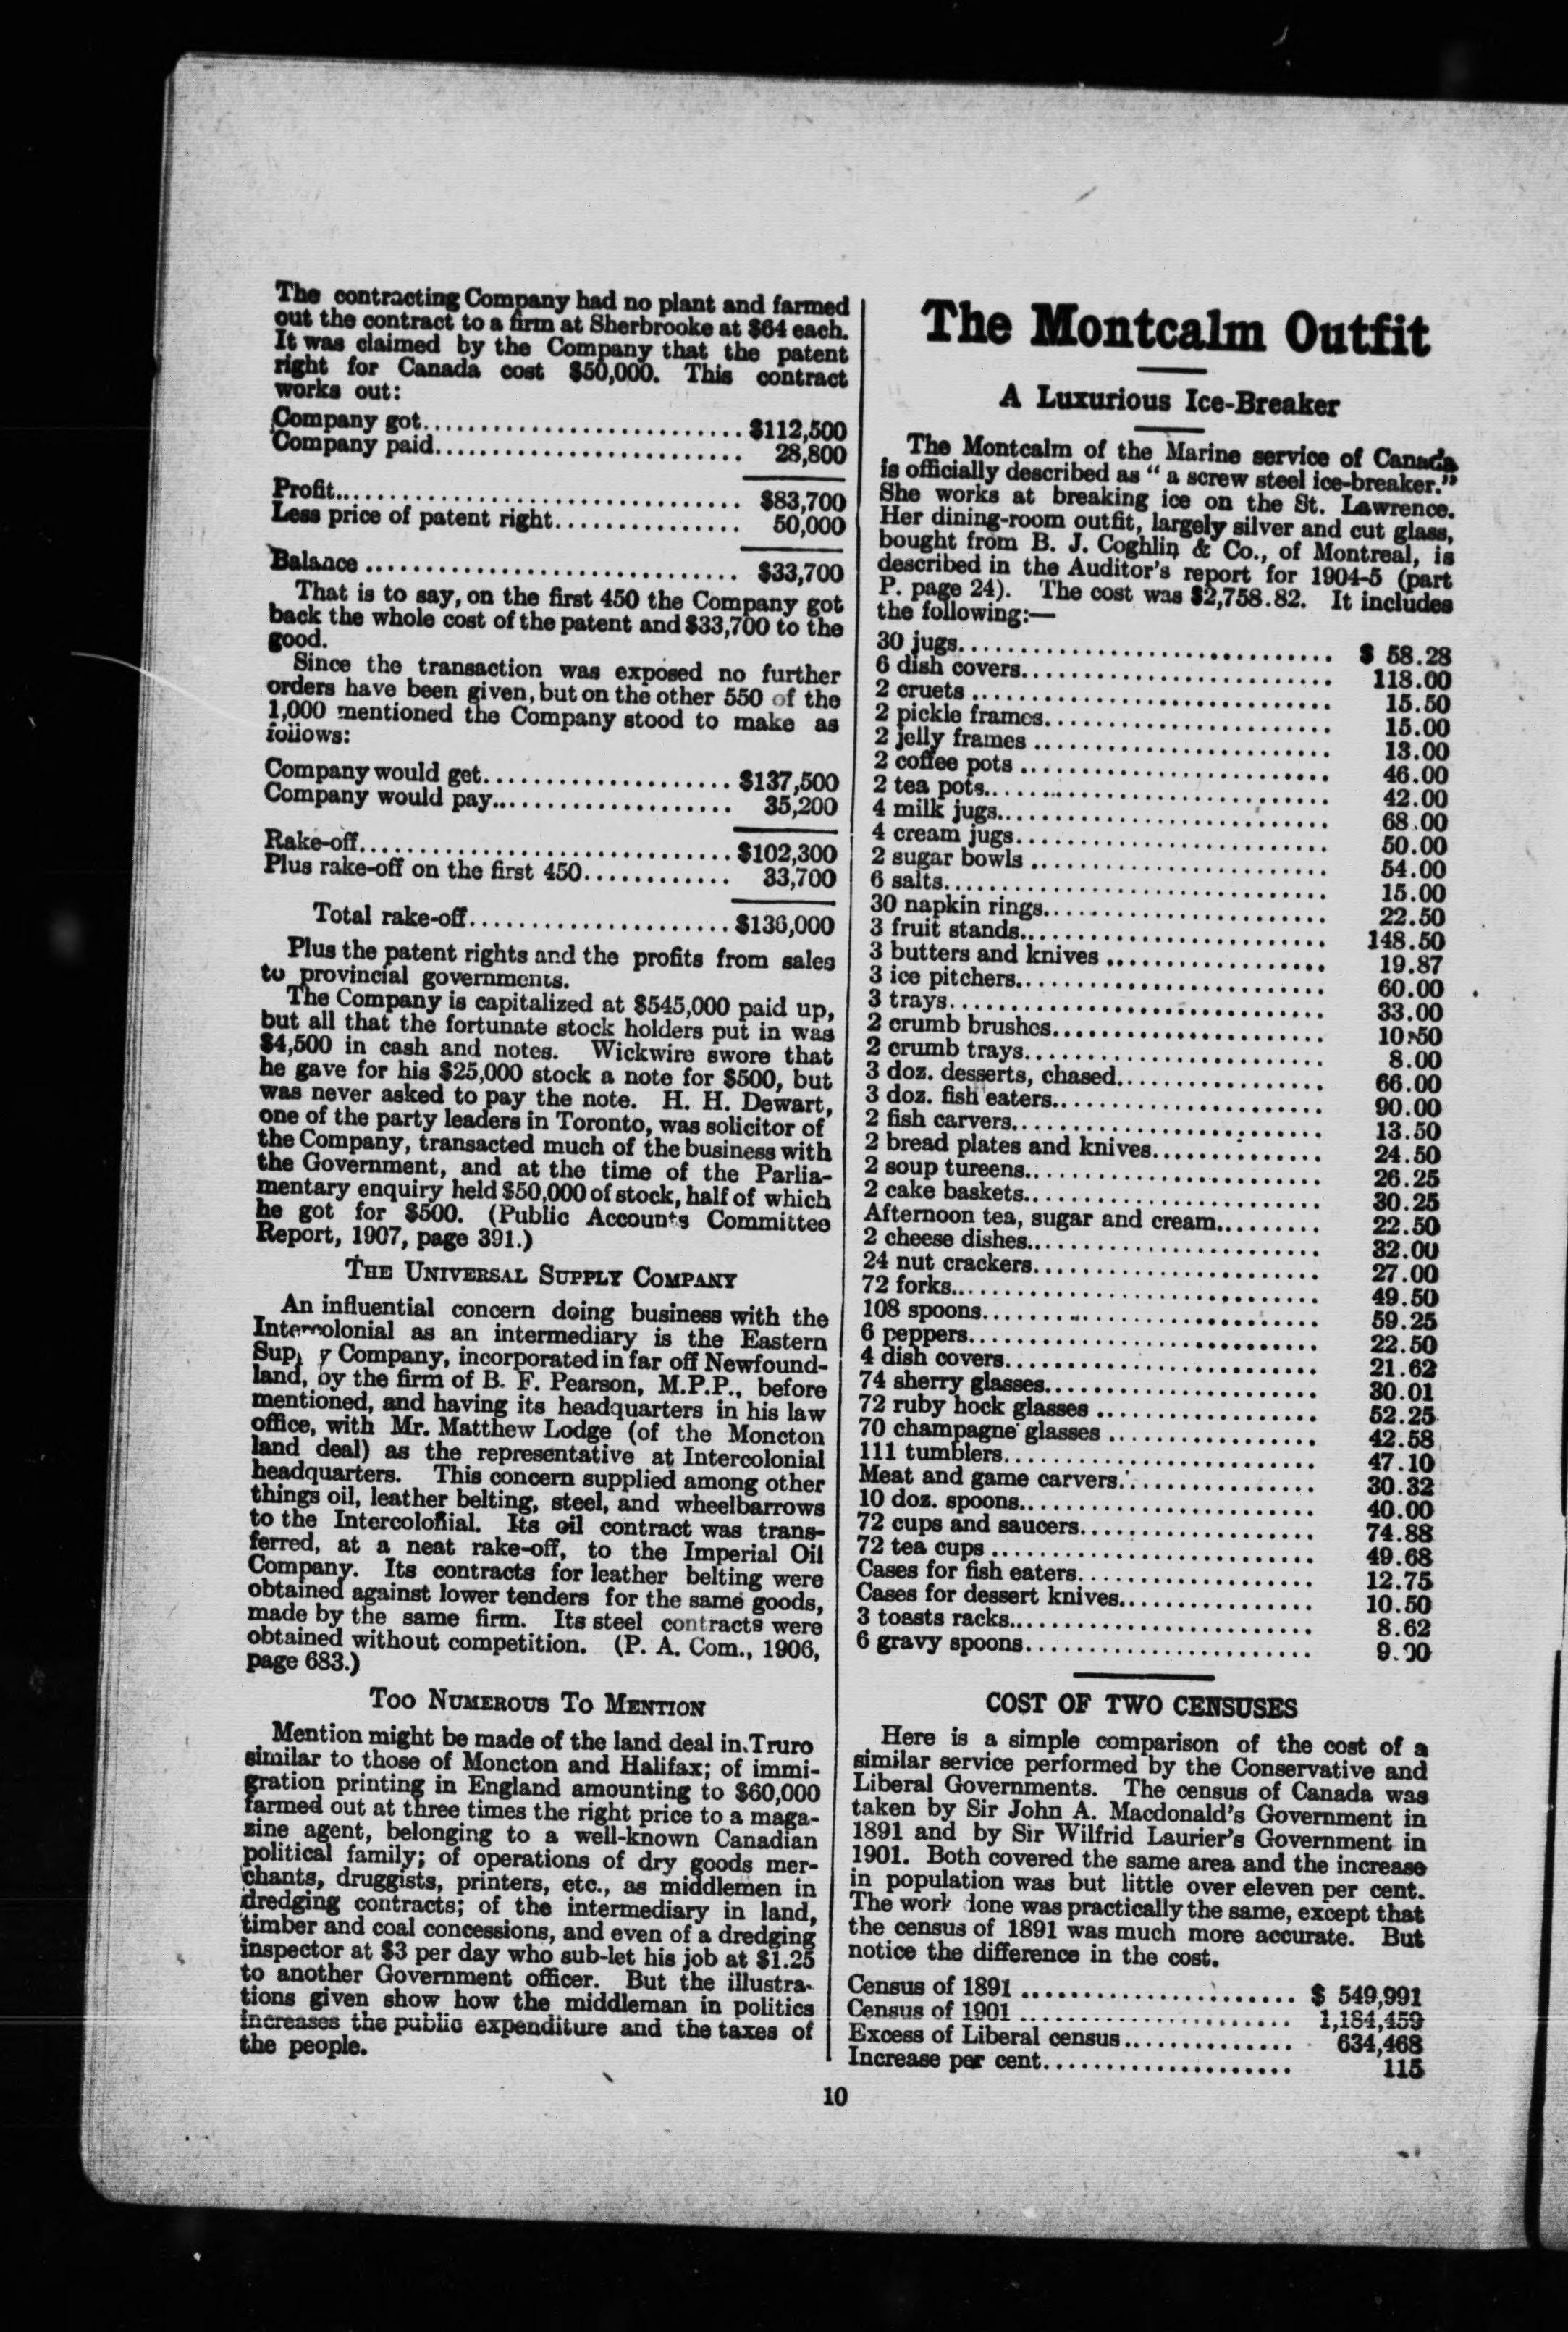 The contracting Company had no plant and farmed
out the contract to a firm at Sherbrooke at $64 each.
It was claimed by the Company that the patent
right for Canada cost $50,000. This contract
works out:
Company got........................... $112,500
Company paid.......................... 28,800
Profit.................................. $83,700
Less price of patent right................ 50,000
Balance ............................... $33,700
That is to say, on the first 450 the Company got
back the whole cost of the patent and $33,700 to the
good.
Since the transaction was exposed no further
orders have been given, but on the other 550 of the
1,000 mentioned the Company stood to make as
follows:
Company would get..................... $137,500
Company would pay.................... 35,200
Rake-off................................ $102,300
Plus rake-off on the first 450............ 33,700
Total rake-off...................... $136,000
Plus the patent rights and the profits from sales
to provincial governments.
The Company is capitalized at $545,000 paid up,
but all that the fortunate stock holders put in was
$4,500 in cash and notes. Wickwire swore that
he gave for his $25,000 stock a note for $500, but
was never asked to pay the note. H. H. Dewart,
one of the party leaders in Toronto, was solicitor of
the Company, transacted much of the business with
the Government, and at the time of the Parlia-
mentary enquiry held $50,000 of stock, half of which
he got for $500. (Public Accounts Committee
Report, 1907, page 391.)
THE UNIVERSAL SUPPLY COMPANY
An influential concern doing business with the
Intercolonial as an intermediary is the Eastern
Sup y Company, incorporated in far off Newfound-
land, by the firm of B. F. Pearson, M.P.P., before
mentioned, and having its headquarters in his law
office, with Mr. Matthew Lodge (of the Moncton
land deal) as the representative at Intercolonial
headquarters. This concern supplied among other
things oil, leather belting, steel, and wheelbarrows
to the Intercolonial. Its oil contract was trans-
ferred, at a neat rake-off, to the Imperial Oil
Company. Its contracts for leather belting were
obtained against lower tenders for the same goods,
made by the same firm. Its steel contracts were
obtained without competition. (P. A. Com., 1906,
page 683.)
TOO NUMEROUS TO MENTION
Mention might be made of the land deal in Truro
similar to those of Moncton and Halifax; of immi-
gration printing in England amounting to $60,000
farmed out at three times the right price to a maga-
zine agent, belonging to a well-known Canadian
political family; of operations of dry goods mer-
chants, druggists, printers, etc., as middlemen in
dredging contracts; of the intermediary in land,
timber and coal concessions, and even of a dredging
inspector at $3 per day who sub-let his job at $1.25
to another Government officer. But the illustra-
tions given show how the middleman in politics
increases the public expenditure and the taxes of
the people.
The Montcalm Outfit
A Luxurious Ice-Breaker
The Montcalm of the Marine service of Canada
is officially described as " a screw steel ice-breaker."
She works at breaking ice on the St. Lawrence.
Her dining-room outfit, largely silver and cut glass,
bought from B. J. Coghlin & Co., of Montreal, is
described in the Auditor's report for 1904-5 (part
P. page 24). The cost was $2,758.82. It includes
the following:—
30 jugs................................ $ 58.28
6 dish covers.......................... 118.00
2 cruets .............................. 15.50
2 pickle frames........................ 15.00
2 jelly frames ......................... 13.00
2 coffee pots .......................... 46.00
2 tea pots............................. 42.00
4 milk jugs............................ 68.00
4 cream jugs.......................... 50.00
2 sugar bowls ......................... 54.00
6 salts................................ 15.00
30 napkin rings........................ 22.50
3 fruit stands.......................... 148.50
3 butters and knives .................. 19.87
3 ice pitchers.......................... 60.00
3 trays................................ 33.00
2 crumb brushes....................... 10.50
2 crumb trays......................... 8.00
3 doz. desserts, chased................. 66.00
3 doz. fish eaters...................... 90.00
2 fish carvers.......................... 13.50
2 bread plates and knives.............. 24.50
2 soup tureens......................... 26.25
2 cake baskets......................... 30.25
Afternoon tea, sugar and cream......... 22.50
2 cheese dishes......................... 32.00
24 nut crackers........................ 27.00
72 forks............................... 49.50
108 spoons............................ 59.25
6 peppers.............................. 22.50
4 dish covers.......................... 21.62
74 sherry glasses....................... 30.01
72 ruby hock glasses .................. 52.25
70 champagne glasses ................. 42.58
111 tumblers.......................... 47.10
Meat and game carvers................ 30.32
10 doz. spoons......................... 40.00
72 cups and saucers................... 74.88
72 tea cups ........................... 49.68
Cases for fish eaters................... 12.75
Cases for dessert knives................ 10.50
3 toasts racks......................... 8.62
6 gravy spoons........................ 9.00
COST OF TWO CENSUSES
Here is a simple comparison of the cost of a
similar service performed by the Conservative and
Liberal Governments. The census of Canada was
taken by Sir John A. Macdonald's Government in
1891 and by Sir Wilfrid Laurier's Government in
1901. Both covered the same area and the increase
in population was but little over eleven per cent.
The work done was practically the same, except that
the census of 1891 was much more accurate. But
notice the difference in the cost.
Census of 1891 ....................... $ 549,991
Census of 1901 ....................... 1,184,459
Excess of Liberal census.............. 634,468
Increase per cent..................... 115
10